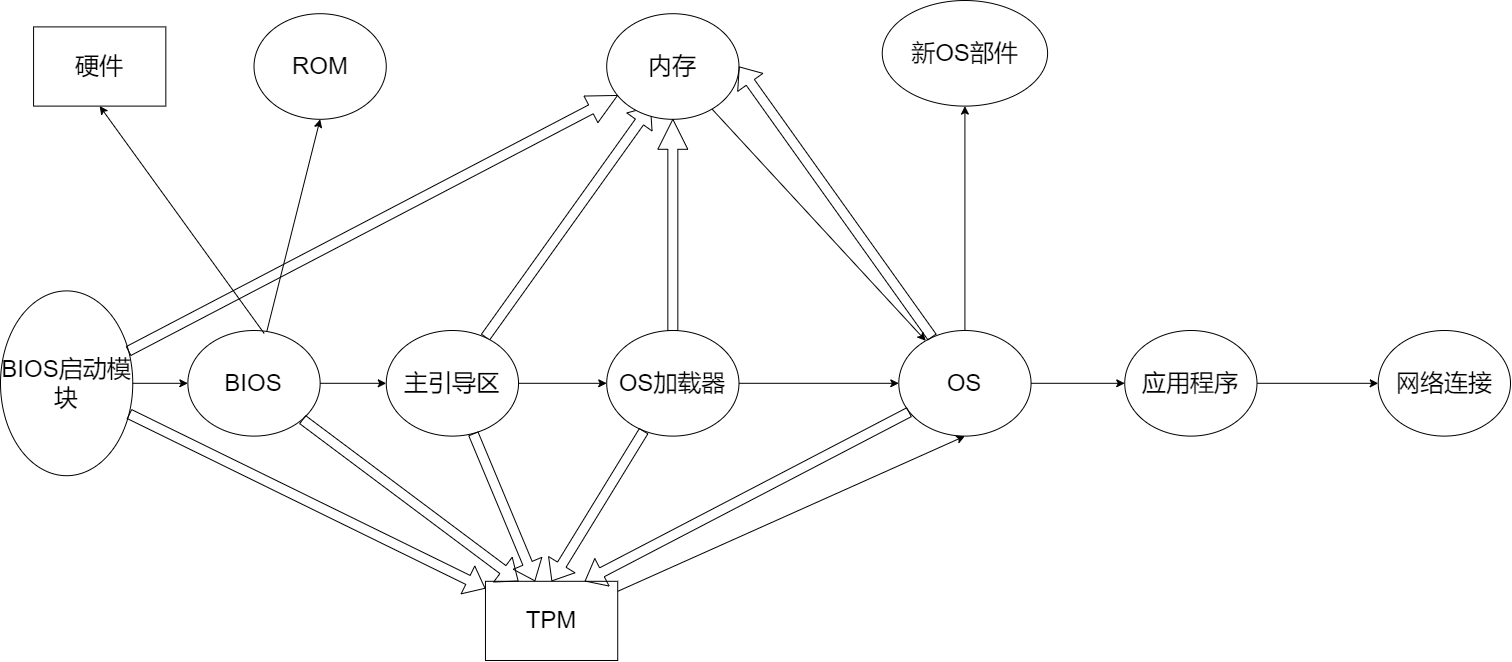 硬件
ROM
内存
新OS部件
BIOS启动模
块
BIOS
主引导区
OS加载器
OS
应用程序
网络连接
TPM